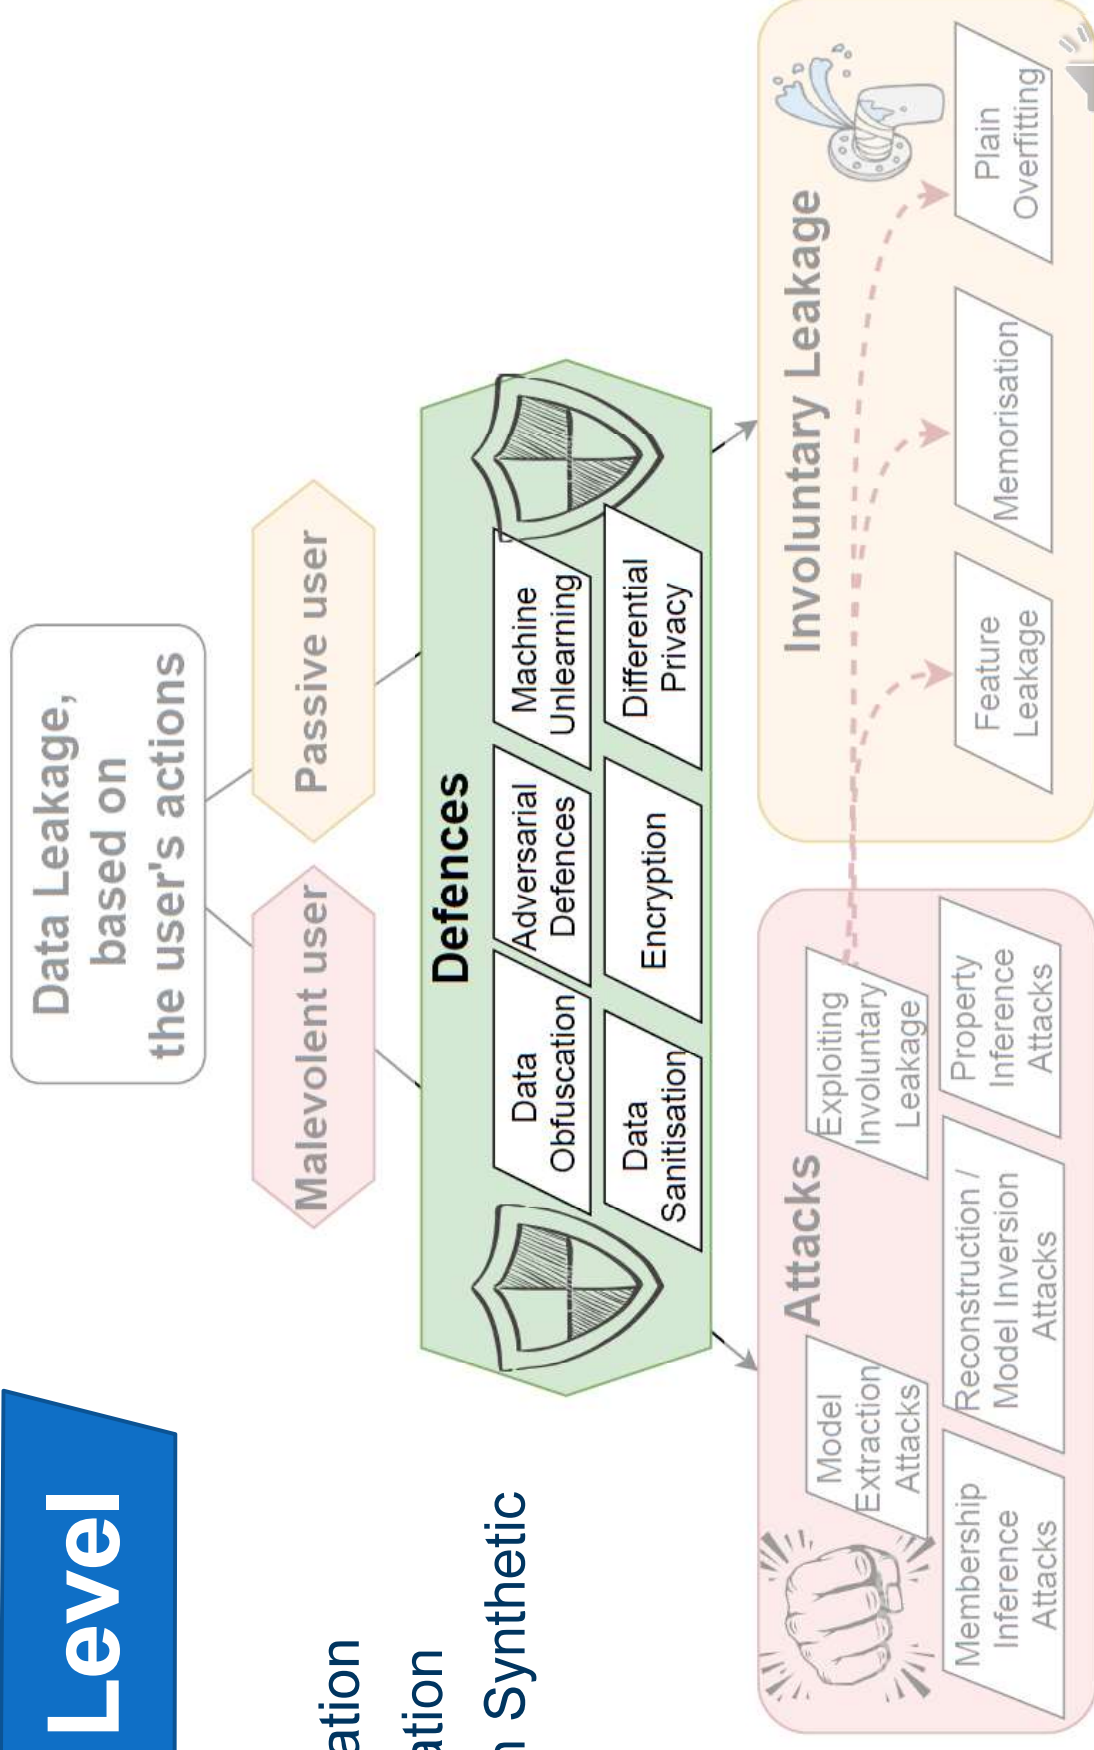 Level
ation
ation
n Synthetic
Data Leakage,
based on
the user's actions
Malevolent user
Passive user
Defences
Data
Obfuscation
Adversarial
Defences
Machine
Unlearning
Data
Sanitisation
Encryption
Differential
Privacy
Attacks
Model
Extraction
Attacks
Exploiting
Involuntary
Leakage
Membership
Inference
Attacks
Reconstruction /
Model Inversion
Attacks
Property
Inference
Attacks
Involuntary Leakage
Feature
Leakage
Memorisation
Plain
Overfitting